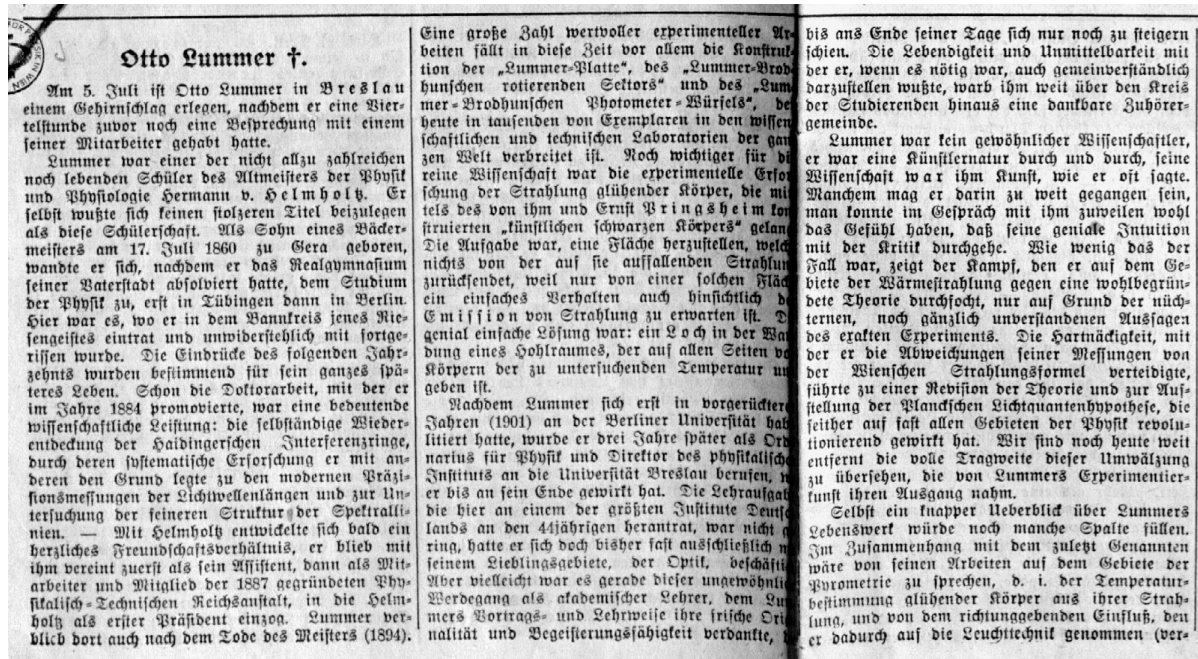 Otto Lummer †.
Am 5. Juli ist Otto Lummer in Breslau
einem Gehirnschlag erlegen, nachdem er eine Vier-
telstunde zuvor noch eine Besprechung mit einem
seiner Mitarbeiter gehabt hatte.
Lummer war einer der nicht allzu zahlreichen
noch lebenden Schüler des Altmeisters der Physik
und Physiologie Hermann v. Helmholtz. Er
selbst wußte sich keinen stolzeren Titel beizulegen
als diese Schülerschaft. Als Sohn eines Bäcker-
meisters am 17. Juli 1860 zu Gera geboren,
wandte er sich, nachdem er das Realgymnasium
seiner Vaterstadt absolviert hatte, dem Studium
der Physik zu, erst in Tübingen dann in Berlin.
Hier war es, wo er in dem Bannkreis jenes Rie-
sengeistes eintrat und unwiderstehlich mit fortge-
rissen wurde. Die Eindrücke des folgenden Jahr-
zehnts wurden bestimmend für sein ganzes spä-
teres Leben. Schon die Doktorarbeit, mit der er
im Jahre 1884 promovierte, war eine bedeutende
wissenschaftliche Leistung: die selbständige Wieder-
entdeckung der Haidingerschen Interferenzringe,
durch deren systematische Erforschung er mit an-
deren den Grund legte zu den modernen Präzi-
sionsmessungen der Lichtwellenlängen und zur Un-
tersuchung der feineren Struktur der Spektralli-
nien. — Mit Helmholtz entwickelte sich bald ein
herzliches Freundschaftsverhältnis, er blieb mit
ihm vereint zuerst als sein Assistent, dann als Mit-
arbeiter und Mitglied der 1887 gegründeten Phy-
sikalisch-Technischen Reichsanstalt, in die Helm-
holtz als erster Präsident einzog. Lummer ver-
blieb dort auch nach dem Tode des Meisters (1894).
Eine große Zahl wertvoller experimenteller Ar-
beiten fällt in diese Zeit vor allem die Konstruk-
tion der „Lummer-Platte“, des „Lummer-Brod-
hunschen rotierenden Sektors“ und des „Lum-
mer-Brodhunschen Photometer-Würfels“, de
heute in tausenden von Exemplaren in den wissen-
schaftlichen und technischen Laboratorien der gan-
zen Welt verbreitet ist. Noch wichtiger für di
reine Wissenschaft war die experimentelle Erfor-
schung der Strahlung glühender Körper, die mi
tels des von ihm und Ernst Pringsheim kon
struierten „künstlichen schwarzen Körpers“ gelang
Die Aufgabe war, eine Fläche herzustellen, welch
nichts von der auf sie auffallenden Strahlun
zurücksendet, weil nur von einer solchen Fläch
ein einfaches Verhalten auch hinsichtlich de
Emission von Strahlung zu erwarten ist. D
genial einfache Lösung war: ein Loch in der Wan
dung eines Hohlraumes, der auf allen Seiten vo
Körpern der zu untersuchenden Temperatur um
geben ist.
Nachdem Lummer sich erst in vorgerücktere
Jahren (1901) an der Berliner Universität habi
litiert hatte, wurde er drei Jahre später als Ord
narius für Physik und Direktor des physikalische
Instituts an die Universität Breslau berufen, w
er bis an sein Ende gewirkt hat. Die Lehraufgab
die hier an einem der größten Institute Deutsc
lands an den 44jährigen herantrat, war nicht g
ring, hatte er sich doch bisher fast ausschließlich m
seinem Lieblingsgebiete, der Optik, beschäftig
Aber vielleicht war es gerade dieser ungewöhnlic
Werdegang als akademischer Lehrer, dem Lum
mers Vortrags- und Lehrweise ihre frische Origi
nalität und Begeisterungsfähigkeit verdankte, d
bis ans Ende seiner Tage sich nur noch zu steigern
schien. Die Lebendigkeit und Unmittelbarkeit mit
der er, wenn es nötig war, auch gemeinverständlich
darzustellen wußte, warb ihm weit über den Kreis
der Studierenden hinaus eine dankbare Zuhörer-
gemeinde.
Lummer war kein gewöhnlicher Wissenschaftler,
er war eine Künstlernatur durch und durch, seine
Wissenschaft war ihm Kunst, wie er oft sagte.
Manchem mag er darin zu weit gegangen sein,
man konnte im Gespräch mit ihm zuweilen wohl
das Gefühl haben, daß seine geniale Intuition
mit der Kritik durchgehe. Wie wenig das der
Fall war, zeigt der Kampf, den er auf dem Ge-
biete der Wärmestrahlung gegen eine wohlbegrün-
dete Theorie durchfocht, nur auf Grund der nüch-
ternen, noch gänzlich unverstandenen Aussagen
des exakten Experiments. Die Hartnäckigkeit, mit
der er die Abweichungen seiner Messungen von
der Wienschen Strahlungsformel verteidigte,
führte zu einer Revision der Theorie und zur Auf-
stellung der Planckschen Lichtquantenhypothese, die
seither auf fast allen Gebieten der Physik revolu-
tionierend gewirkt hat. Wir sind noch heute weit
entfernt die volle Tragweite dieser Umwälzung
zu übersehen, die von Lummers Experimentier-
kunst ihren Ausgang nahm.
Selbst ein knapper Ueberblick über Lummers
Lebenswerk würde noch manche Spalte füllen.
Im Zusammenhang mit dem zuletzt Genannten
wäre von seinen Arbeiten auf dem Gebiete der
Pyrometrie zu sprechen, d. i. der Temperatur-
bestimmung glühender Körper aus ihrer Strah-
lung, und von dem richtunggebenden Einfluß, den
er dadurch auf die Leuchttechnik genommen (ver-